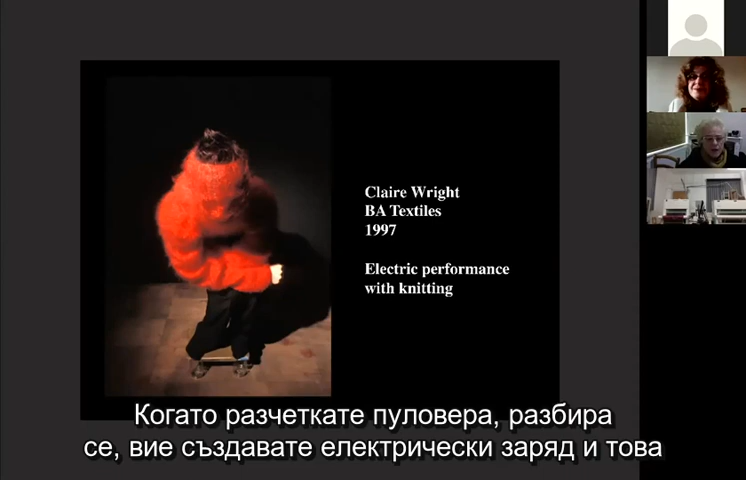 Claire Wright
BA Textiles
1997
Electric performance
with knitting
Когато разчеткате пуловера, разбира
се, вие създавате електрически заряд и това